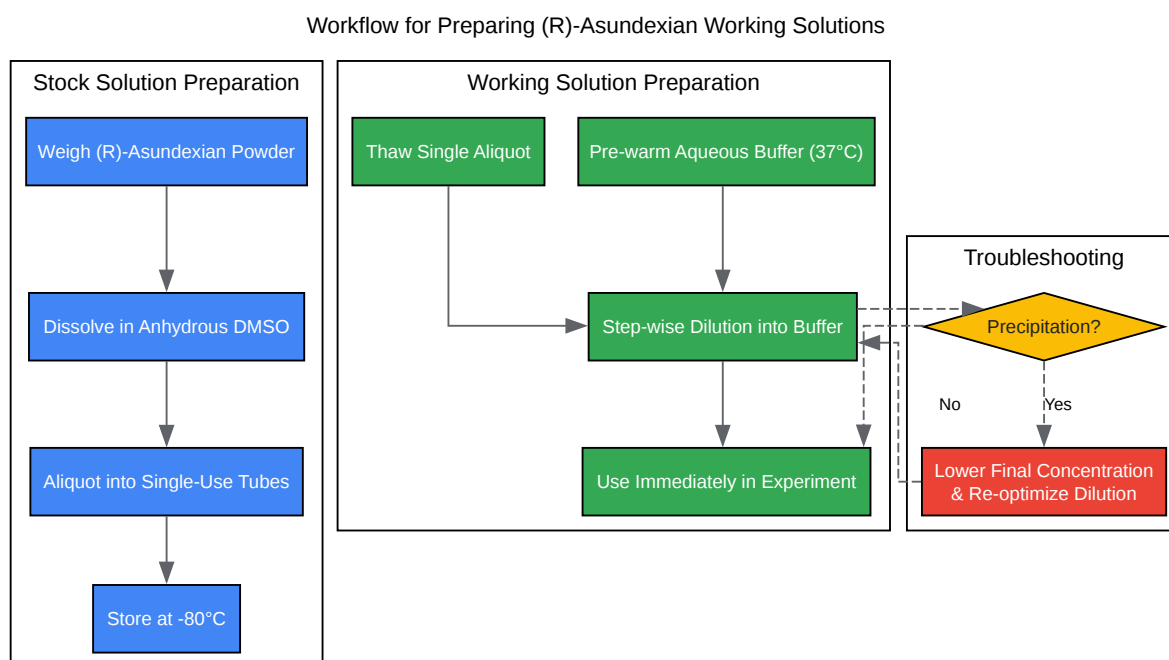 Workflow for Preparing (R)-Asundexian Working Solutions
Stock Solution Preparation
Weigh (R)-Asundexian Powder
Dissolve in Anhydrous DMSO
Aliquot into Single-Use Tubes
Store at -80°C
Working Solution Preparation
Thaw Single Aliquot
Pre-warm Aqueous Buffer (37°C)
Step-wise Dilution into Buffer
Use Immediately in Experiment
Troubleshooting
Precipitation?
No
Yes
Lower Final Concentration
& Re-optimize Dilution